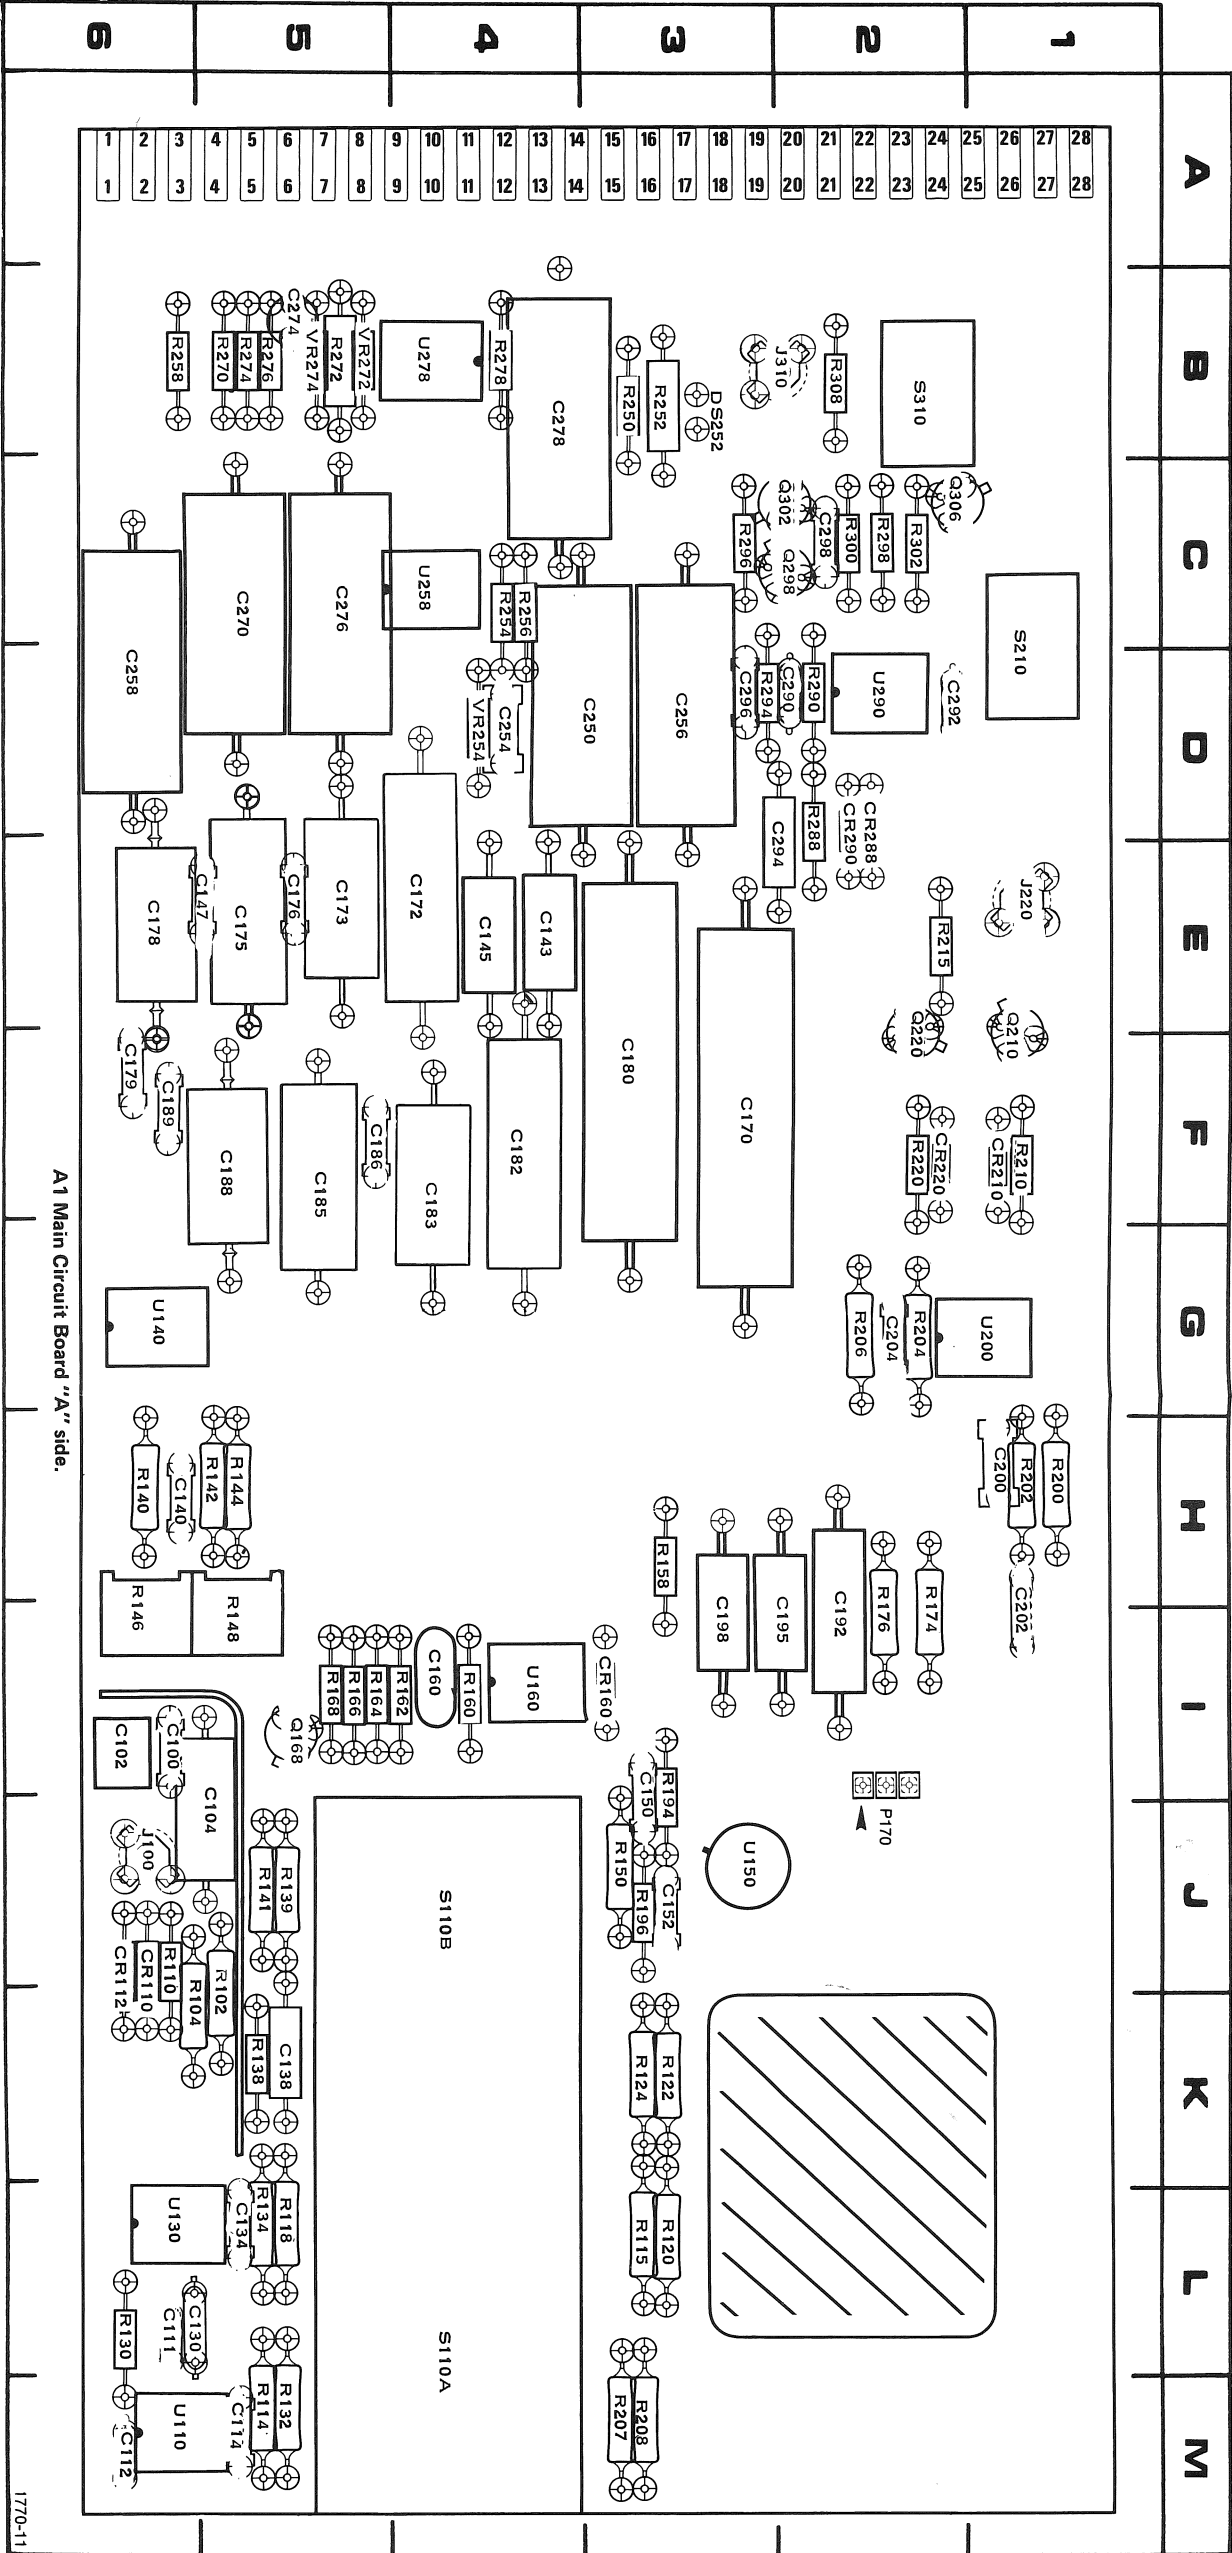 6 5 4 3 2 1
A
1 2 3 4 5 6 7 8 9 10 11 12 13 14 15 16 17 18 19 20 21 22 23 24 25 26 27 28
1 2 3 4 5 6 7 8 9 10 11 12 13 14 15 16 17 18 19 20 21 22 23 24 25 26 27 28
B
R258 R270 R274 R276 C274 VR274 R272 VR272 U278 R278 C278 R250 R252 DS252 J310 R308 S310
C
C258 C270 C276 U258 R254 R256 R296 Q302 Q298 C298 R300 R298 R302 Q306 S210
D
VR254 C254 C250 C256 C296 R294 C290 R290 U290 C292
C294 R288 CR290 CR288
E
C178 C147 C175 C176 C173 C172 C145 C143 R215 J220
Q220 Q210
F
C179 C189 C188 C185 C186 C183 C182 C180 C170 R220 CR220 CR210 R210
G
U140 R206 C204 R204 U200
H
R140 C140 R142 R144 R158 C200 R202 R200
I
R146 R148 C198 C195 C192 R176 R174 C202
R168 R166 R164 R162 C160 R160 U160 CR160
C102 C100 Q168
J
C104 J100 R141 R139 S110B R150 C150 R194 R196 C152 U150 P170
CR112 CR110 R110 R104 R102
K
R138 C138 R124 R122
L
U130 C134 R134 R118 R115 R120
R130 C111 C130 S110A
M
C112 U110 C114 R114 R132 R207 R208
A1 Main Circuit Board "A" side.
1770-11